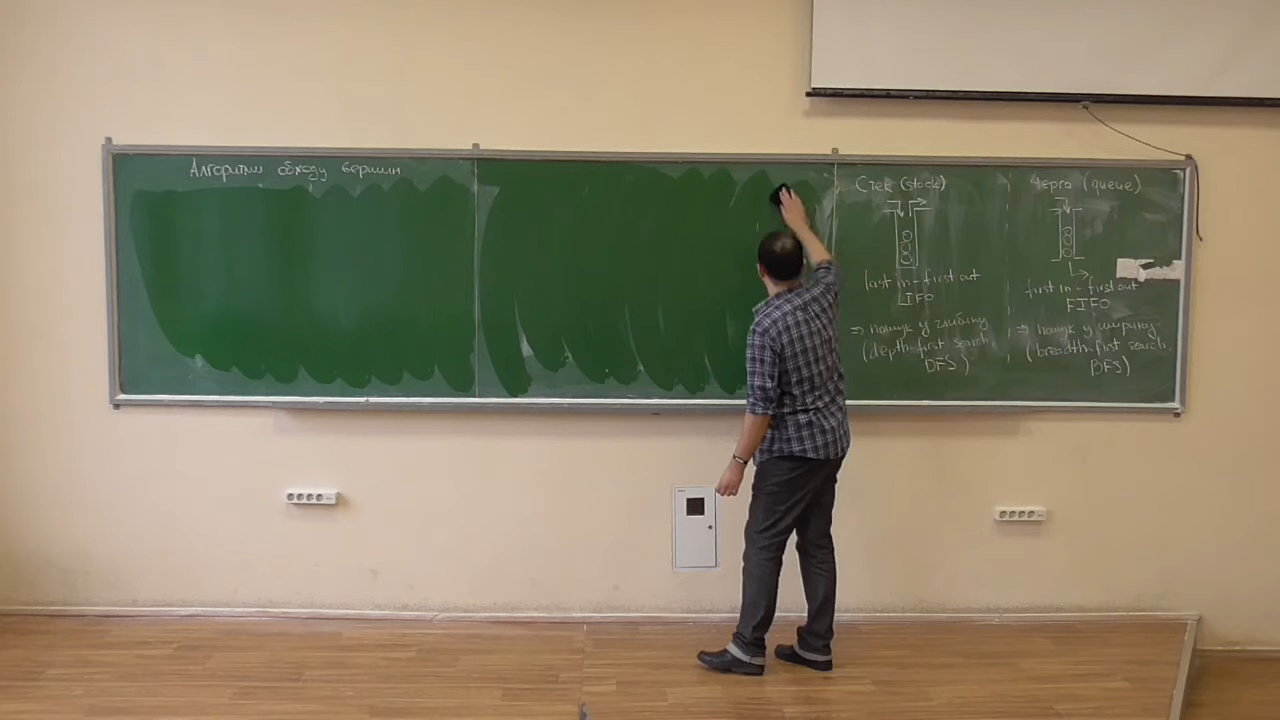 Алгоритми обходу вершин
Стек (stack)
last in - first out
LIFO
⇒ пошук у глибину
(depth-first search,
DFS)
Черга (queue)
first in - first out
FIFO
⇒ пошук у ширину
(breadth-first search,
BFS)